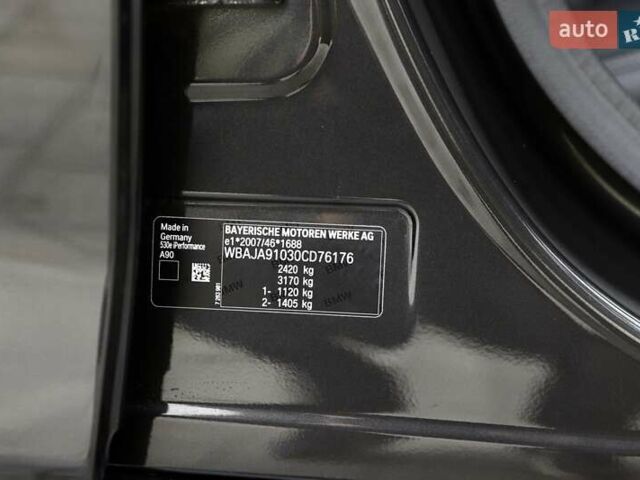 auto
R
Made in
Germany
530e iPerformance
A90
BAYERISCHE MOTOREN WERKE AG
e1*2007/46*1688
WBAJA91030CD76176
2420 kg
3170 kg
1- 1120 kg
2- 1405 kg
BMW